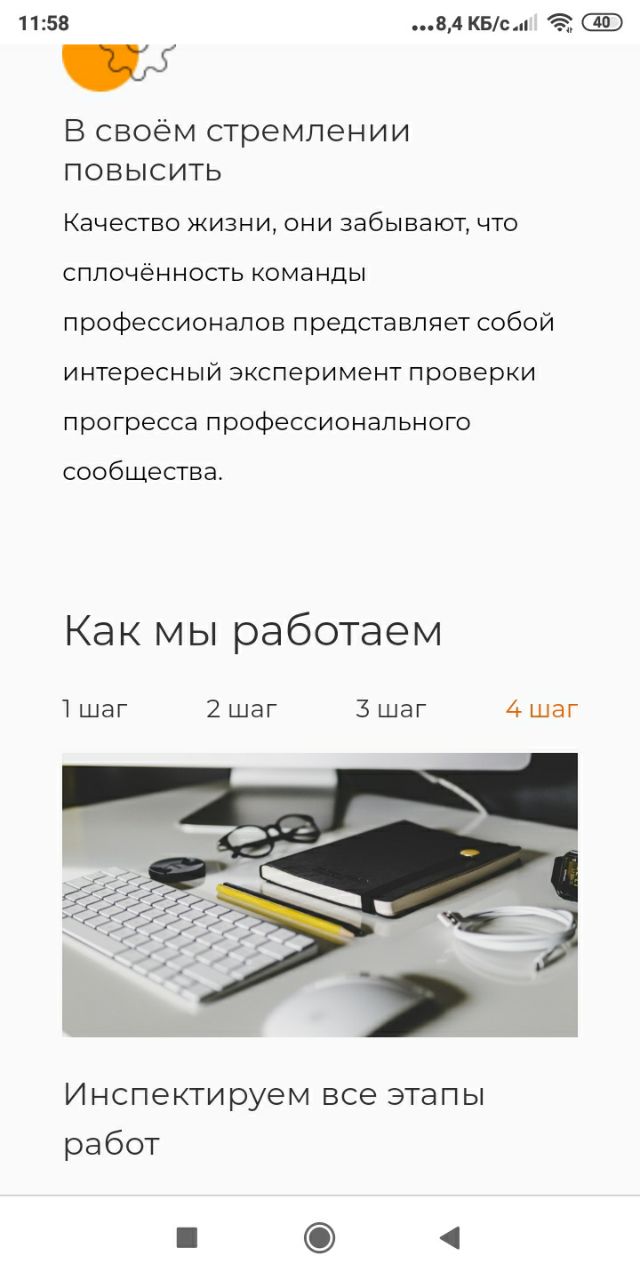 11:58
...8,4 КБ/с 40
В своём стремлении
повысить
Качество жизни, они забывают, что
сплочённость команды
профессионалов представляет собой
интересный эксперимент проверки
прогресса профессионального
сообщества.
Как мы работаем
1 шаг 2 шаг 3 шаг 4 шаг
Инспектируем все этапы
работ